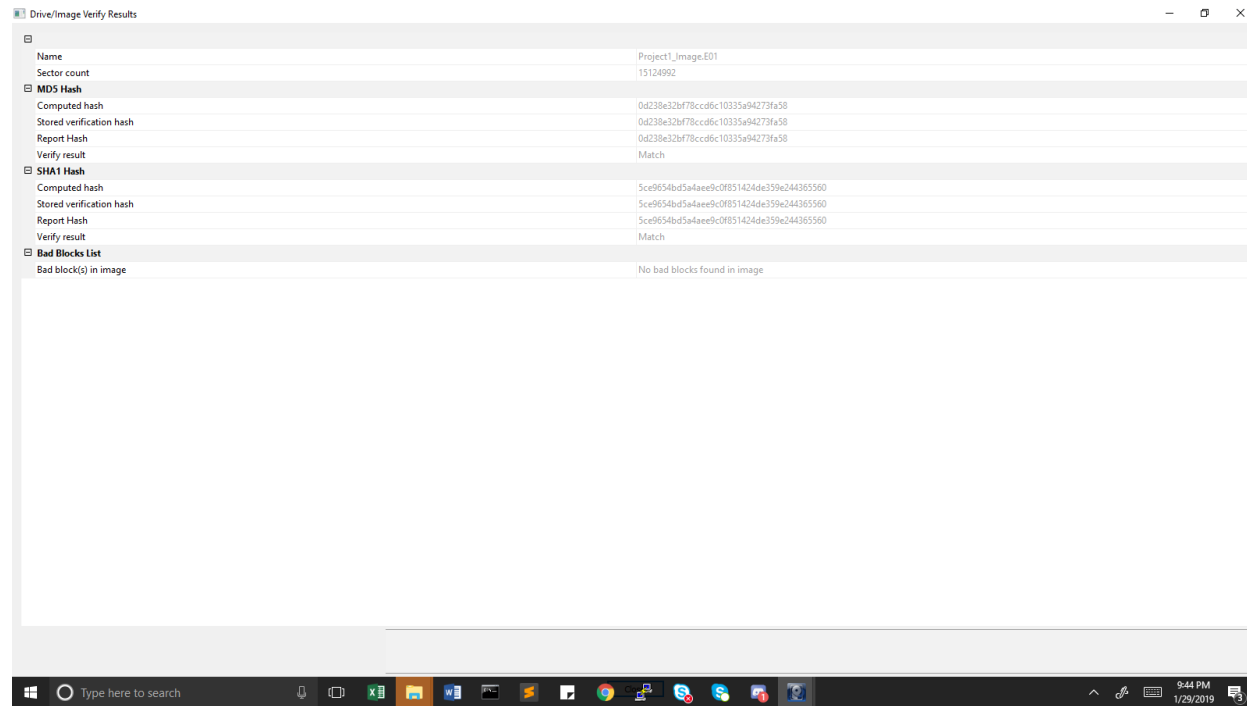 Drive/Image Verify Results
Name Project1_Image.E01
Sector count 15124992
MD5 Hash
Computed hash 0d238e32bf78ccd6c10335a94273fa58
Stored verification hash 0d238e32bf78ccd6c10335a94273fa58
Report Hash 0d238e32bf78ccd6c10335a94273fa58
Verify result Match
SHA1 Hash
Computed hash 5ce9654bd5a4aee9c0f851424de359e244365560
Stored verification hash 5ce9654bd5a4aee9c0f851424de359e244365560
Report Hash 5ce9654bd5a4aee9c0f851424de359e244365560
Verify result Match
Bad Blocks List
Bad block(s) in image No bad blocks found in image
Type here to search
9:44 PM
1/29/2019